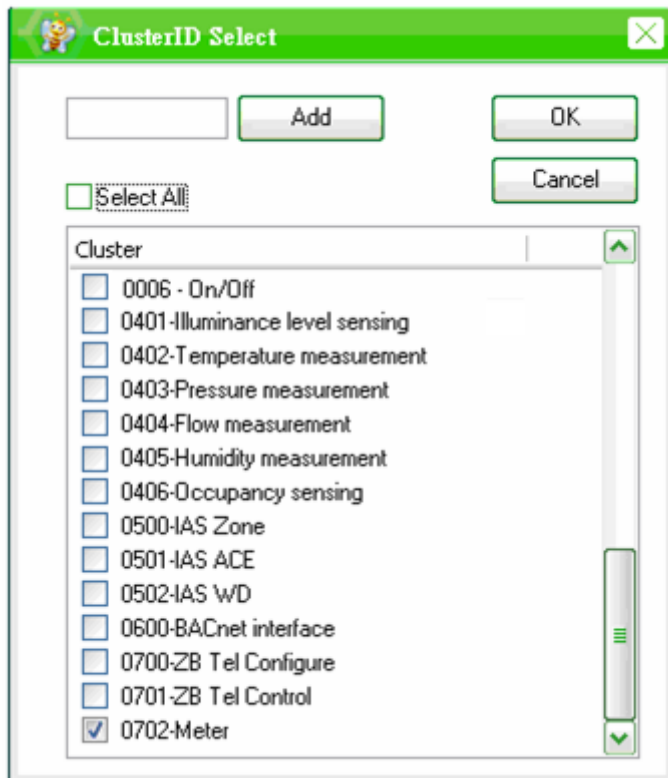 ClusterID Select
Add
OK
Cancel
Select All
Cluster
0006 - On/Off
0401-Illuminance level sensing
0402-Temperature measurement
0403-Pressure measurement
0404-Flow measurement
0405-Humidity measurement
0406-Occupancy sensing
0500-IAS Zone
0501-IAS ACE
0502-IAS WD
0600-BACnet interface
0700-ZB Tel Configure
0701-ZB Tel Control
0702-Meter